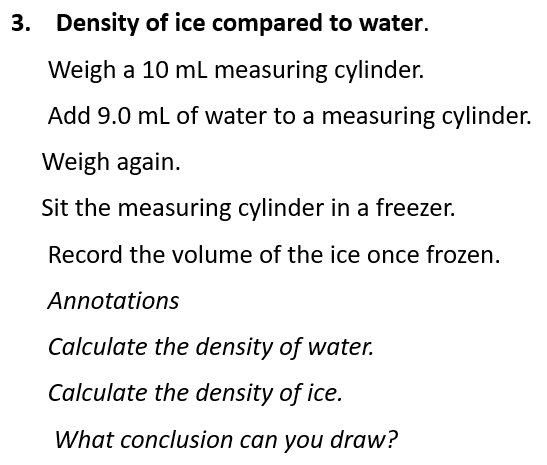 3. Density of ice compared to water.
Weigh a 10 mL measuring cylinder.
Add 9.0 mL of water to a measuring cylinder.
Weigh again.
Sit the measuring cylinder in a freezer.
Record the volume of the ice once frozen.
Annotations
Calculate the density of water.
Calculate the density of ice.
What conclusion can you draw?